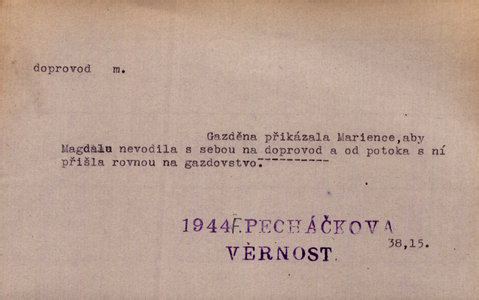 doprovod m.
Gazděna přikázala Marience,aby
Magdalu nevodila s sebou na doprovod a od potoka s ní
přišla rovnou na gazdovstvo.
1944 F.PECHÁČKOVA
VĚRNOST
38,15.